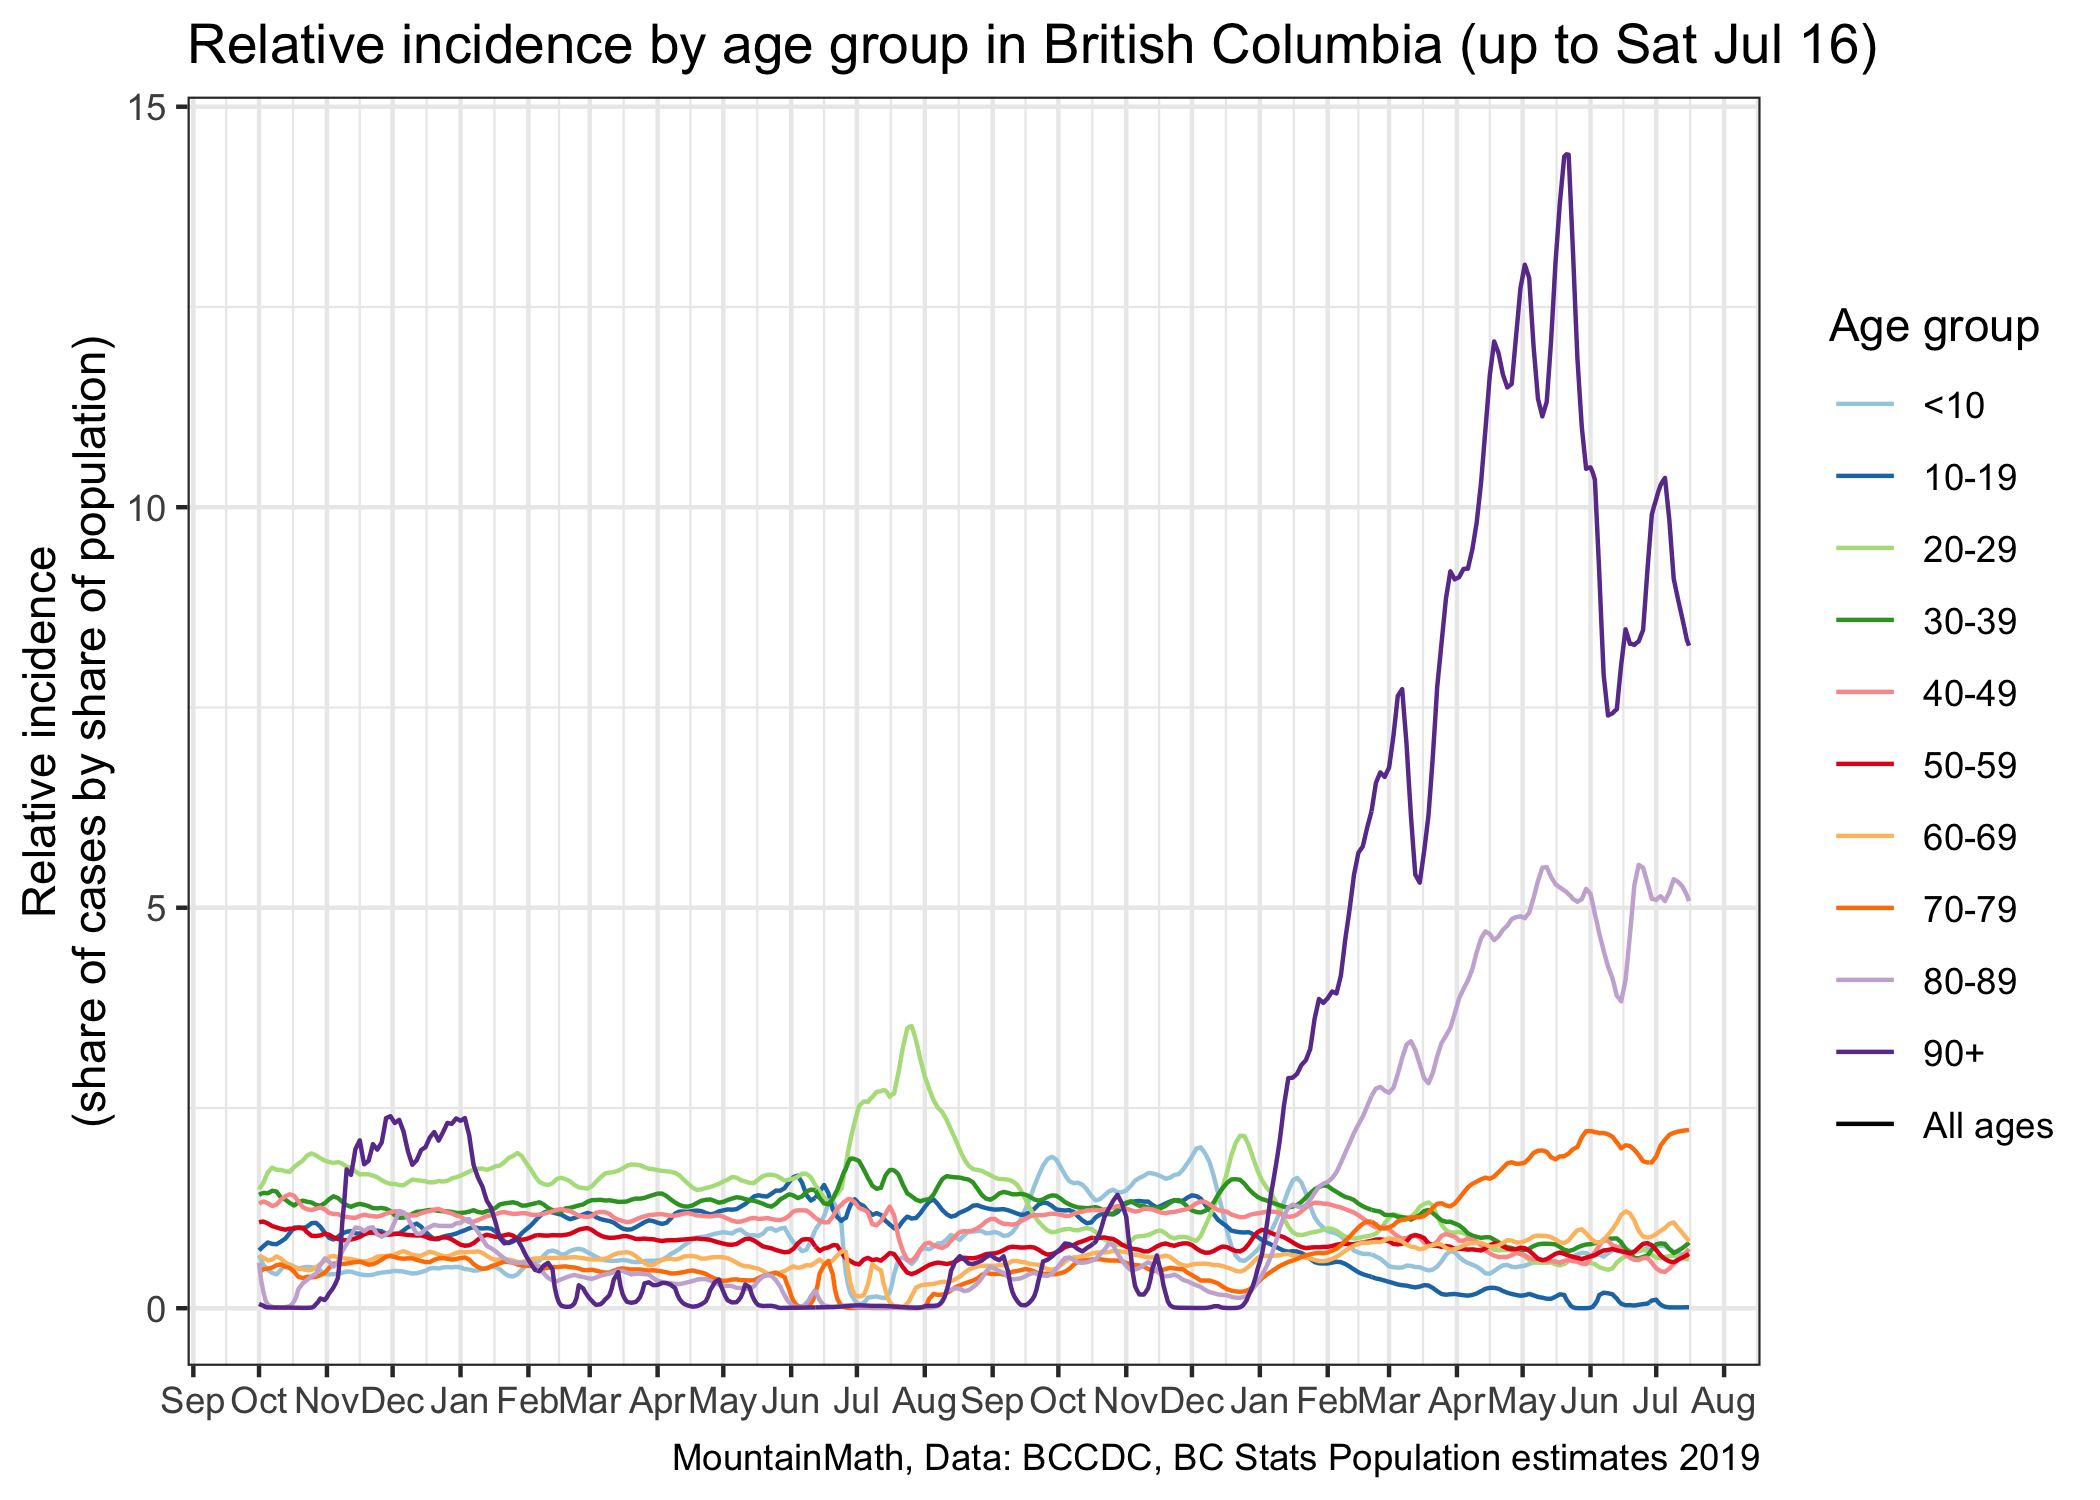 Relative incidence by age group in British Columbia (up to Sat Jul 16)
Relative incidence
(share of cases by share of population)
15
10
5
0
Sep Oct Nov Dec Jan Feb Mar Apr May Jun Jul Aug Sep Oct Nov Dec Jan Feb Mar Apr May Jun Jul Aug
Age group
<10
10-19
20-29
30-39
40-49
50-59
60-69
70-79
80-89
90+
All ages
MountainMath, Data: BCCDC, BC Stats Population estimates 2019